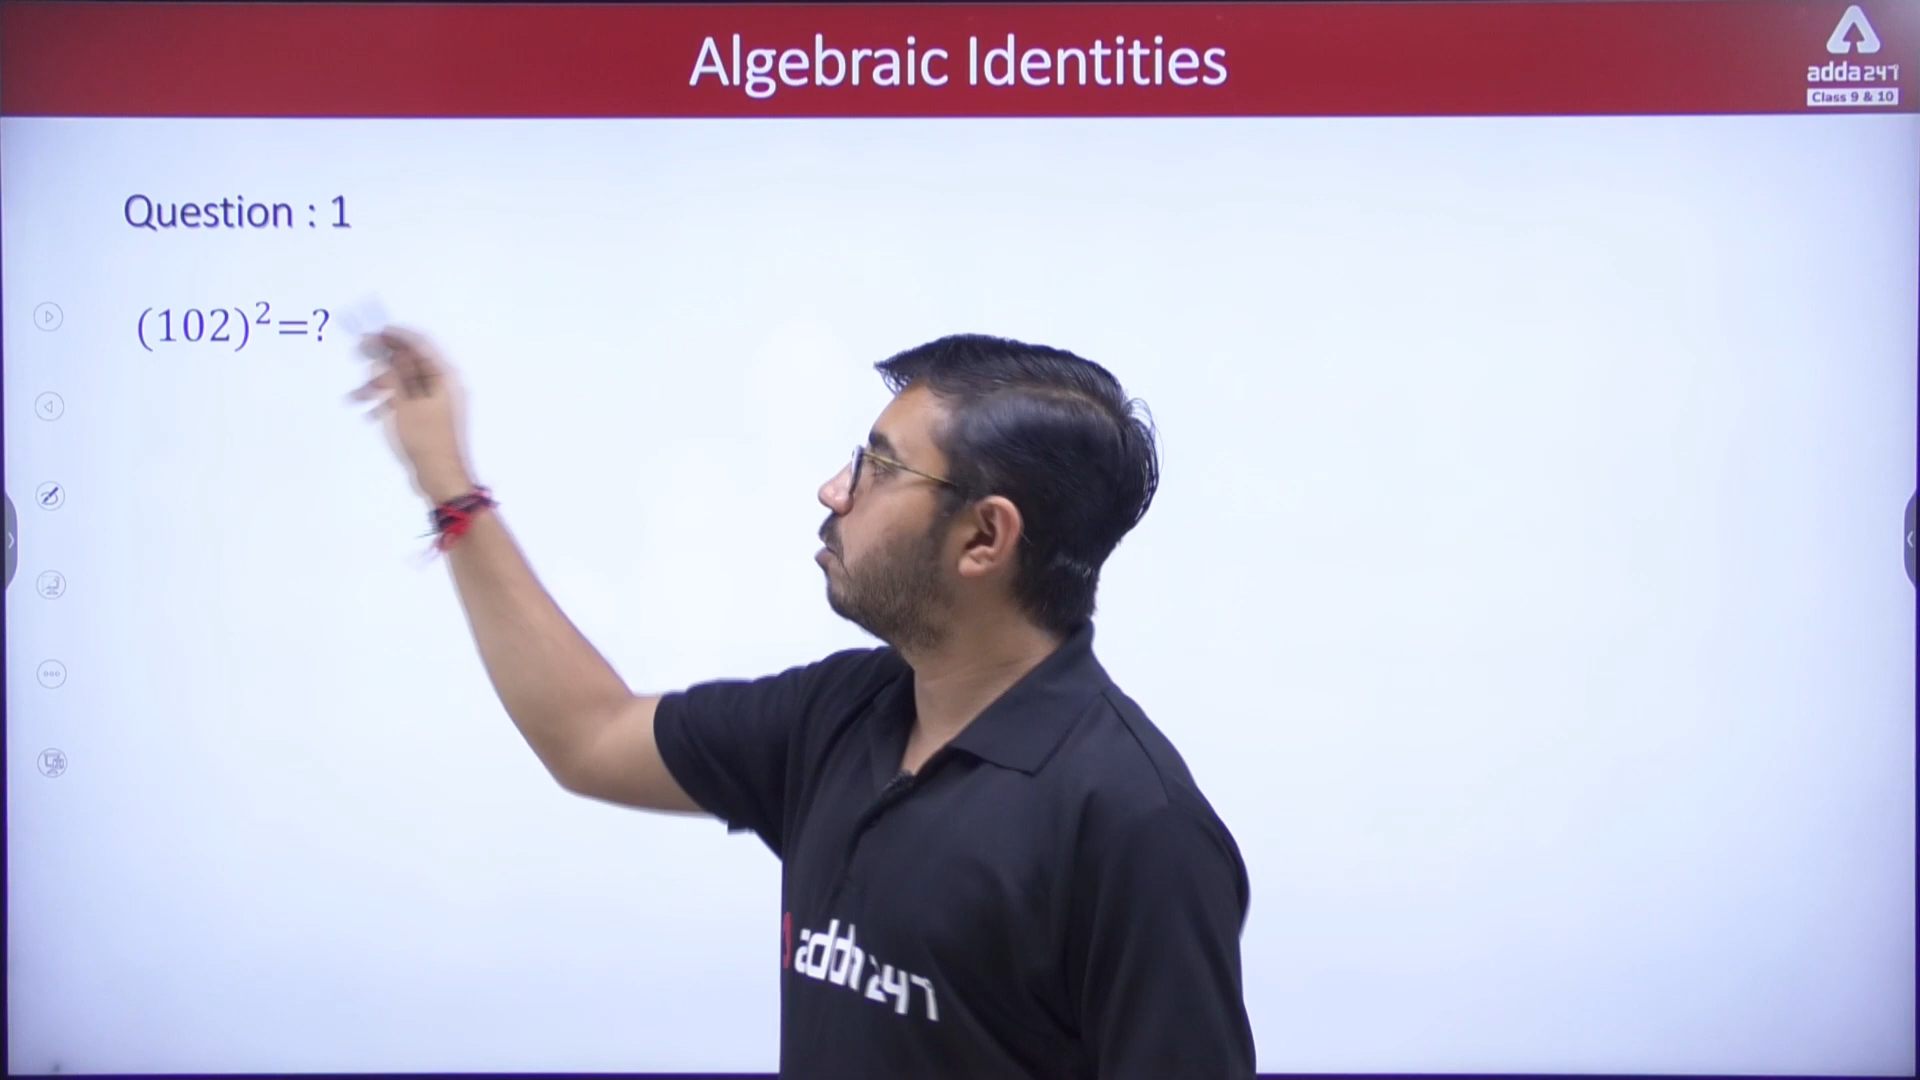 Algebraic Identities
adda247
Class 9 & 10
Question : 1
(102)²=?
adda247